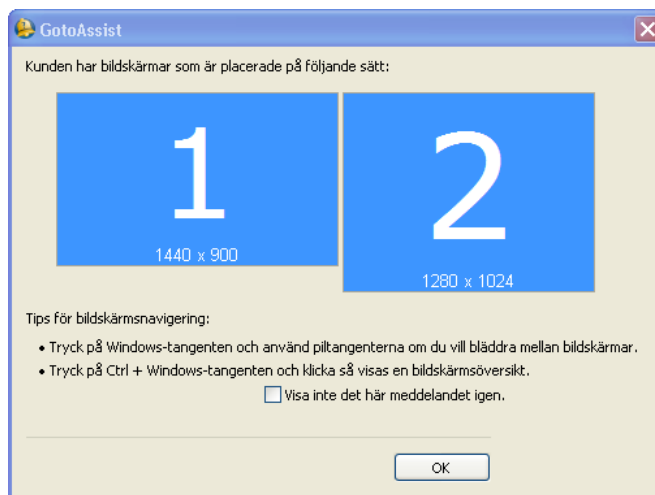 GotoAssist
Kunden har bildskärmar som är placerade på följande sätt:
1
1440 x 900
2
1280 x 1024
Tips för bildskärmsnavigering:
• Tryck på Windows-tangenten och använd piltangenterna om du vill bläddra mellan bildskärmar.
• Tryck på Ctrl + Windows-tangenten och klicka så visas en bildskärmsöversikt.
Visa inte det här meddelandet igen.
OK